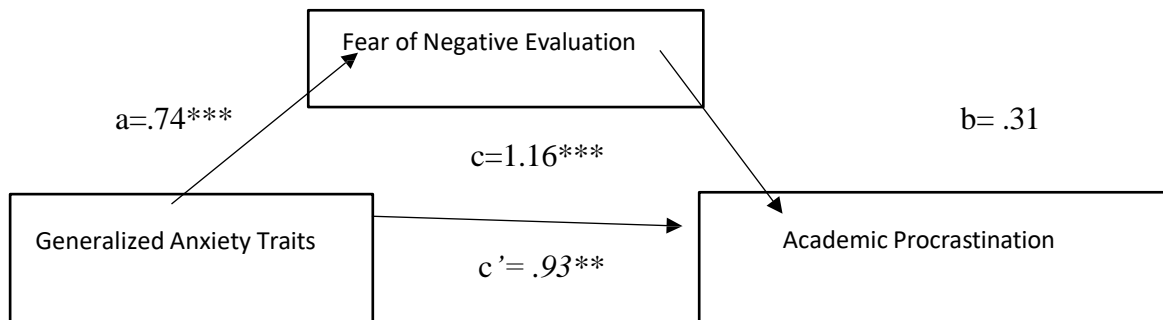 Fear of Negative Evaluation
a=.74***
b= .31
c=1.16***
Generalized Anxiety Traits
Academic Procrastination
c’= .93**